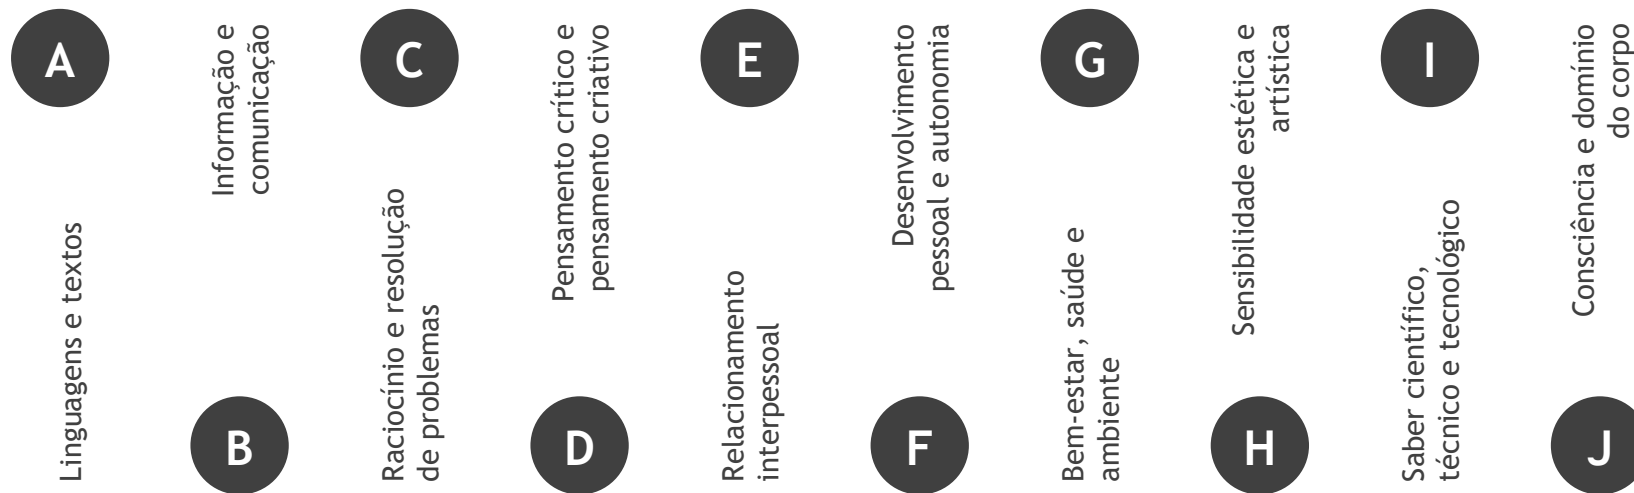 A
Linguagens e textos
Informação e
comunicação
B
C
Raciocínio e resolução
de problemas
Pensamento crítico e
pensamento criativo
D
E
Relacionamento
interpessoal
Desenvolvimento
pessoal e autonomia
F
G
Bem-estar, saúde e
ambiente
Sensibilidade estética e
artística
H
I
Saber científico,
técnico e tecnológico
Consciência e domínio
do corpo
J